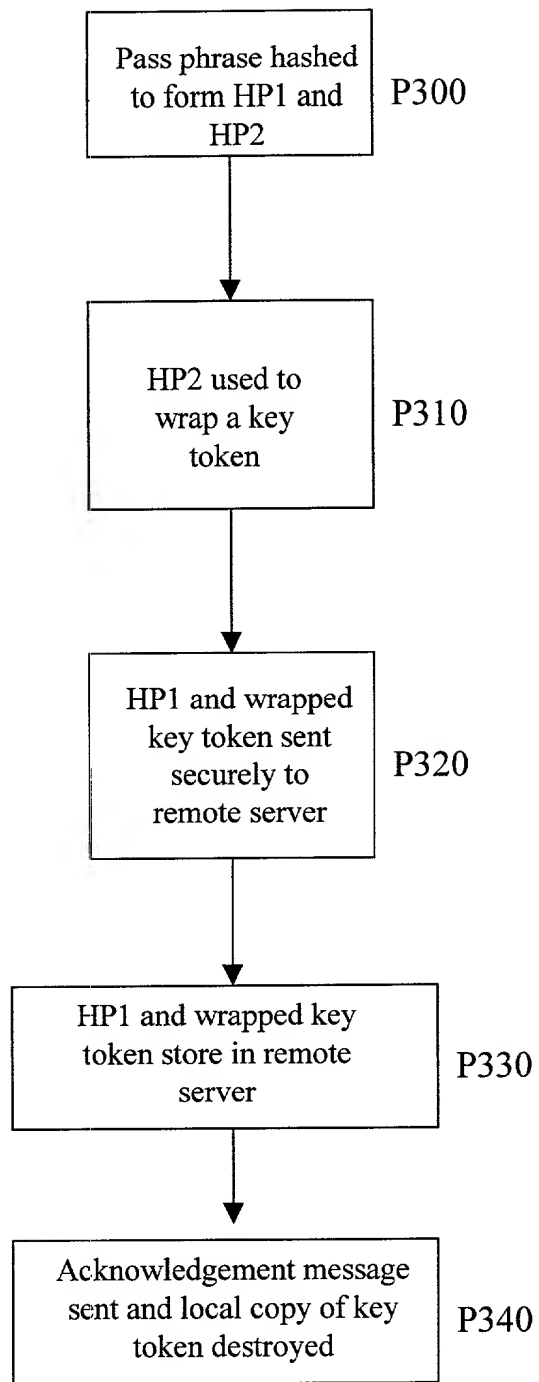 Pass phrase hashed
to form HP1 and
HP2
P300
HP2 used to
wrap a key
token
P310
HP1 and wrapped
key token sent
securely to
remote server
P320
HP1 and wrapped key
token store in remote
server
P330
Acknowledgement message
sent and local copy of key
token destroyed
P340